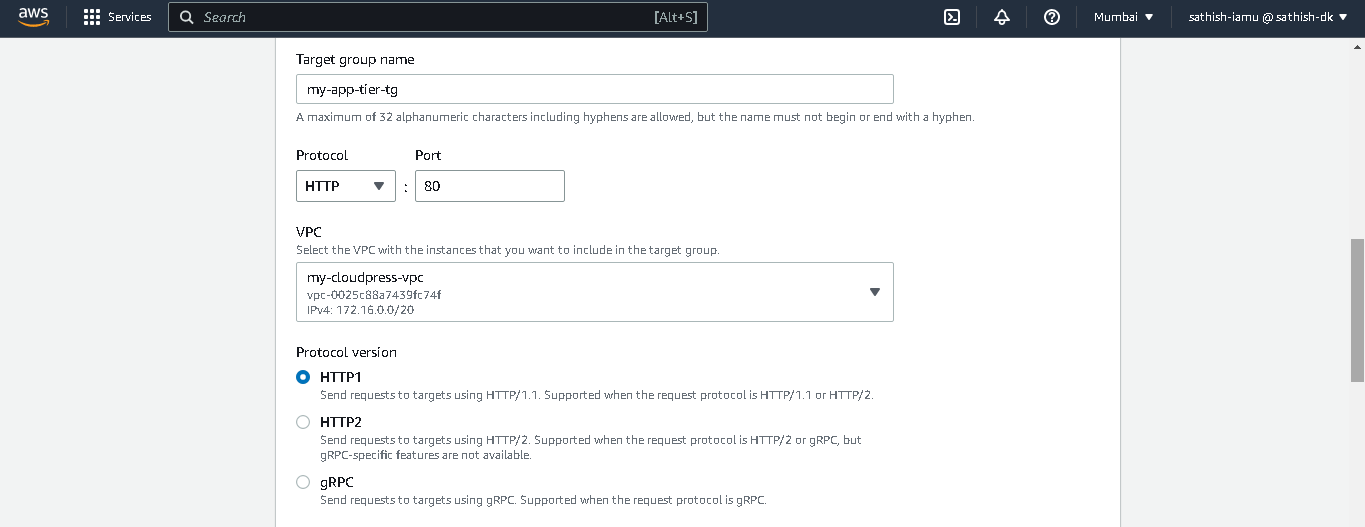 aws Services Search [Alt+S] Mumbai sathish-iamu @ sathish-dk
Target group name
my-app-tier-tg
A maximum of 32 alphanumeric characters including hyphens are allowed, but the name must not begin or end with a hyphen.
Protocol Port
HTTP : 80
VPC
Select the VPC with the instances that you want to include in the target group.
my-cloudpress-vpc
vpc-0025c88a7439fc74f
IPv4: 172.16.0.0/20
Protocol version
HTTP1
Send requests to targets using HTTP/1.1. Supported when the request protocol is HTTP/1.1 or HTTP/2.
HTTP2
Send requests to targets using HTTP/2. Supported when the request protocol is HTTP/2 or gRPC, but
gRPC-specific features are not available.
gRPC
Send requests to targets using gRPC. Supported when the request protocol is gRPC.